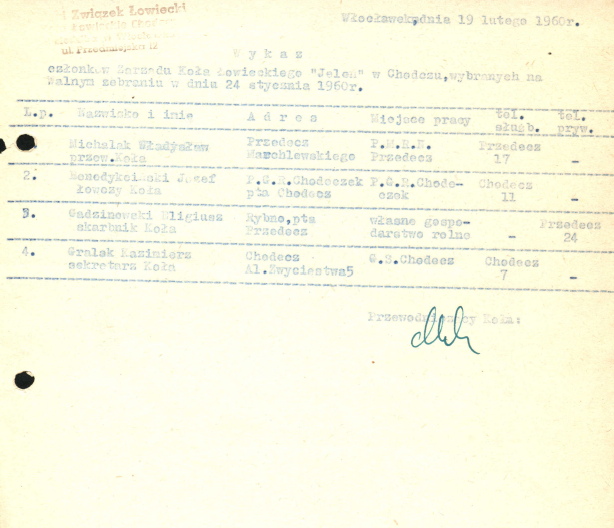 Związek Łowiecki
ul. Przedmiejska 12
Włocławek,dnia 19 lutego 1960r.
W y k a z
członków Zarządu Koła Łowieckiego "Jeleń" w Chodczu,wybranych na
Walnym zebraniu w dniu 24 stycznia 1960r.
L.p. Nazwisko i imię A d r e s Miejsce pracy tel. służb. tel. pryw.
Michalak Władysław Przedecz P.M.R.N. Przedecz
przew.Koła Marchlewskiego Przedecz 17 -
2. Benedykciński Józef P.G.R.Chodeczek P.G.R.Chode- Chodecz
łowczy Koła pta Chodecz czek 11 -
3. Gadzinowski Eligiusz Rybno,pta własne gospo- Przedecz
skarbnik Koła Przedecz darstwo rolne - 24
4. Gralak Kazimierz Chodecz G.S.Chodecz Chodecz
sekretarz Koła Al.Zwycięstwa5 7 -
Przewodniczący Koła: